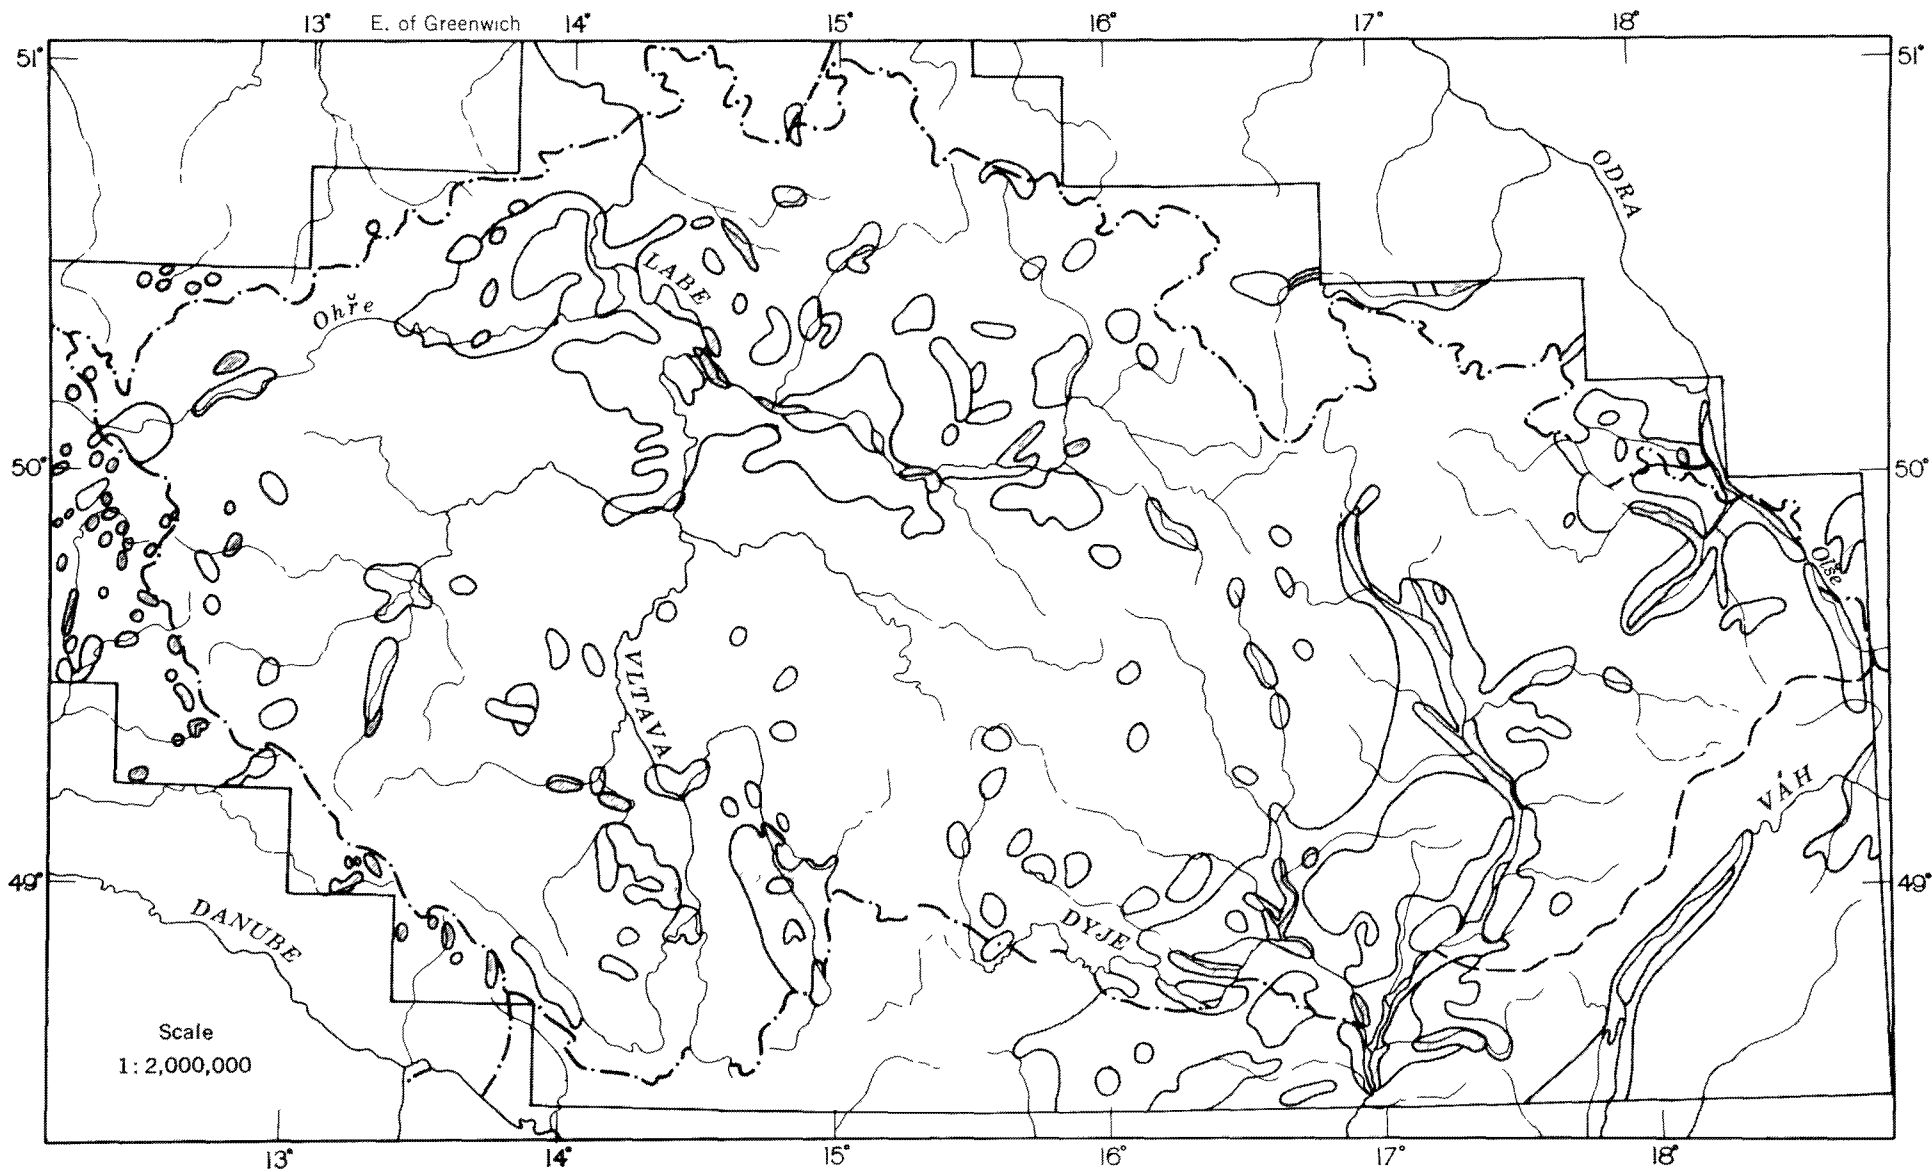 13° E. of Greenwich 14° 15° 16° 17° 18°
51° 51°
ODRA
LABE
Ohře
50° 50°
Olše
VLTAVA
VÁH
49° 49°
DANUBE
DYJE
Scale
1:2,000,000
13° 14° 15° 16° 17° 18°